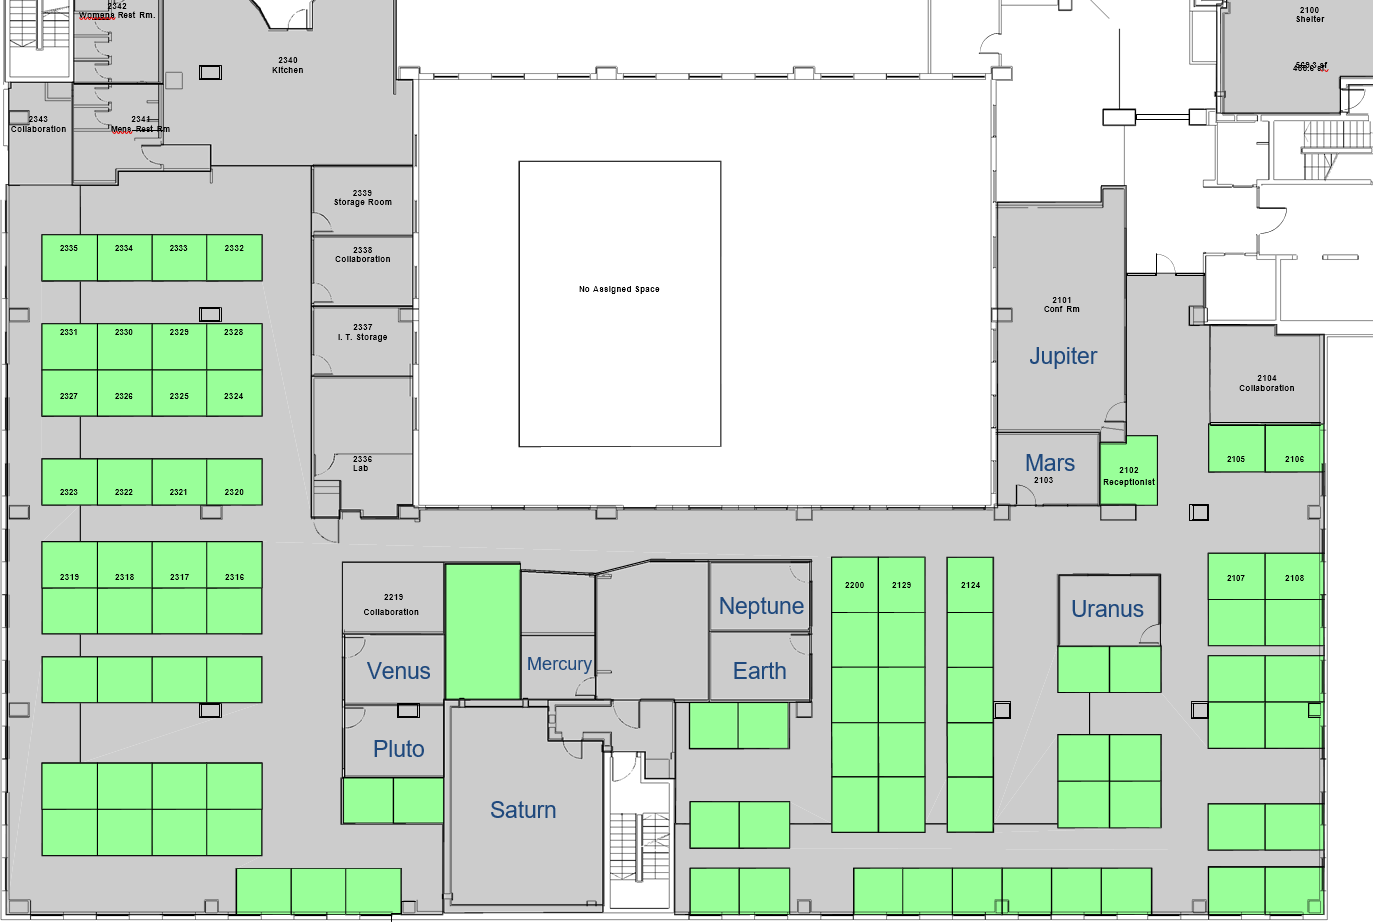 2342
Womens Rest Rm.
2100
Shelter
2340
Kitchen
2343
Collaboration
2341
Mens Rest Rm
2339
Storage Room
2338
Collaboration
2335 2334 2333 2332
No Assigned Space
2101
Conf Rm
Jupiter
2331 2330 2329 2328
2337
I. T. Storage
2104
Collaboration
2327 2326 2325 2324
2336
Lab
Mars
2103
2102
Receptionist
2105 2106
2323 2322 2321 2320
2319 2318 2317 2316
2219
Collaboration
Neptune
2200 2129 2124
Uranus
2107 2108
Venus
Mercury
Earth
Pluto
Saturn